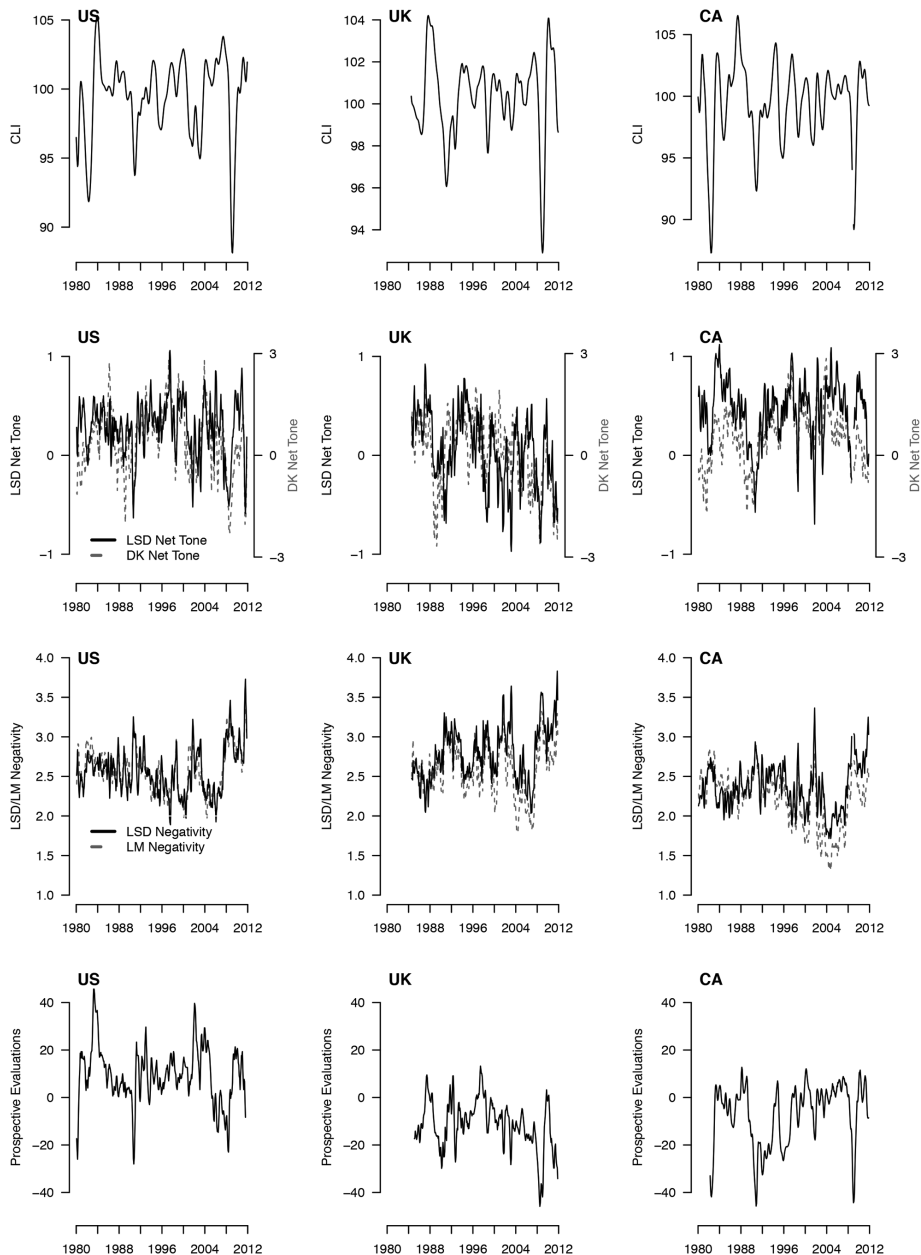 US
CLI
105
100
95
90
1980 1988 1996 2004 2012
UK
104
102
100
98
96
94
1980 1988 1996 2004 2012
CA
CLI
105
100
95
90
1980 1988 1996 2004 2012
US
LSD Net Tone
1
0
−1
3
0
−3
DK Net Tone
LSD Net Tone
DK Net Tone
1980 1988 1996 2004 2012
UK
LSD Net Tone
1
0
−1
3
0
−3
DK Net Tone
1980 1988 1996 2004 2012
CA
LSD Net Tone
1
0
−1
3
0
−3
DK Net Tone
1980 1988 1996 2004 2012
US
LSD/LM Negativity
4.0
3.5
3.0
2.5
2.0
1.5
1.0
LSD Negativity
LM Negativity
1980 1988 1996 2004 2012
UK
LSD/LM Negativity
4.0
3.5
3.0
2.5
2.0
1.5
1.0
1980 1988 1996 2004 2012
CA
LSD/LM Negativity
4.0
3.5
3.0
2.5
2.0
1.5
1.0
1980 1988 1996 2004 2012
US
Prospective Evaluations
40
20
0
−20
−40
1980 1988 1996 2004 2012
UK
Prospective Evaluations
40
20
0
−20
−40
1980 1988 1996 2004 2012
CA
Prospective Evaluations
40
20
0
−20
−40
1980 1988 1996 2004 2012